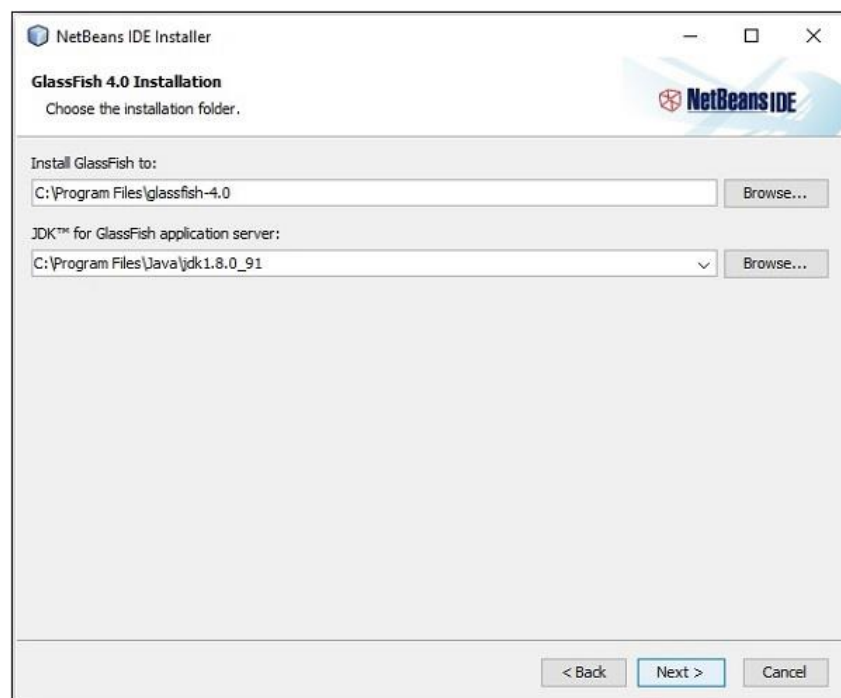 NetBeans IDE Installer
GlassFish 4.0 Installation
Choose the installation folder.
NetBeans IDE
Install GlassFish to:
C:\Program Files\glassfish-4.0
Browse...
JDK™ for GlassFish application server:
C:\Program Files\Java\jdk1.8.0_91
Browse...
< Back
Next >
Cancel